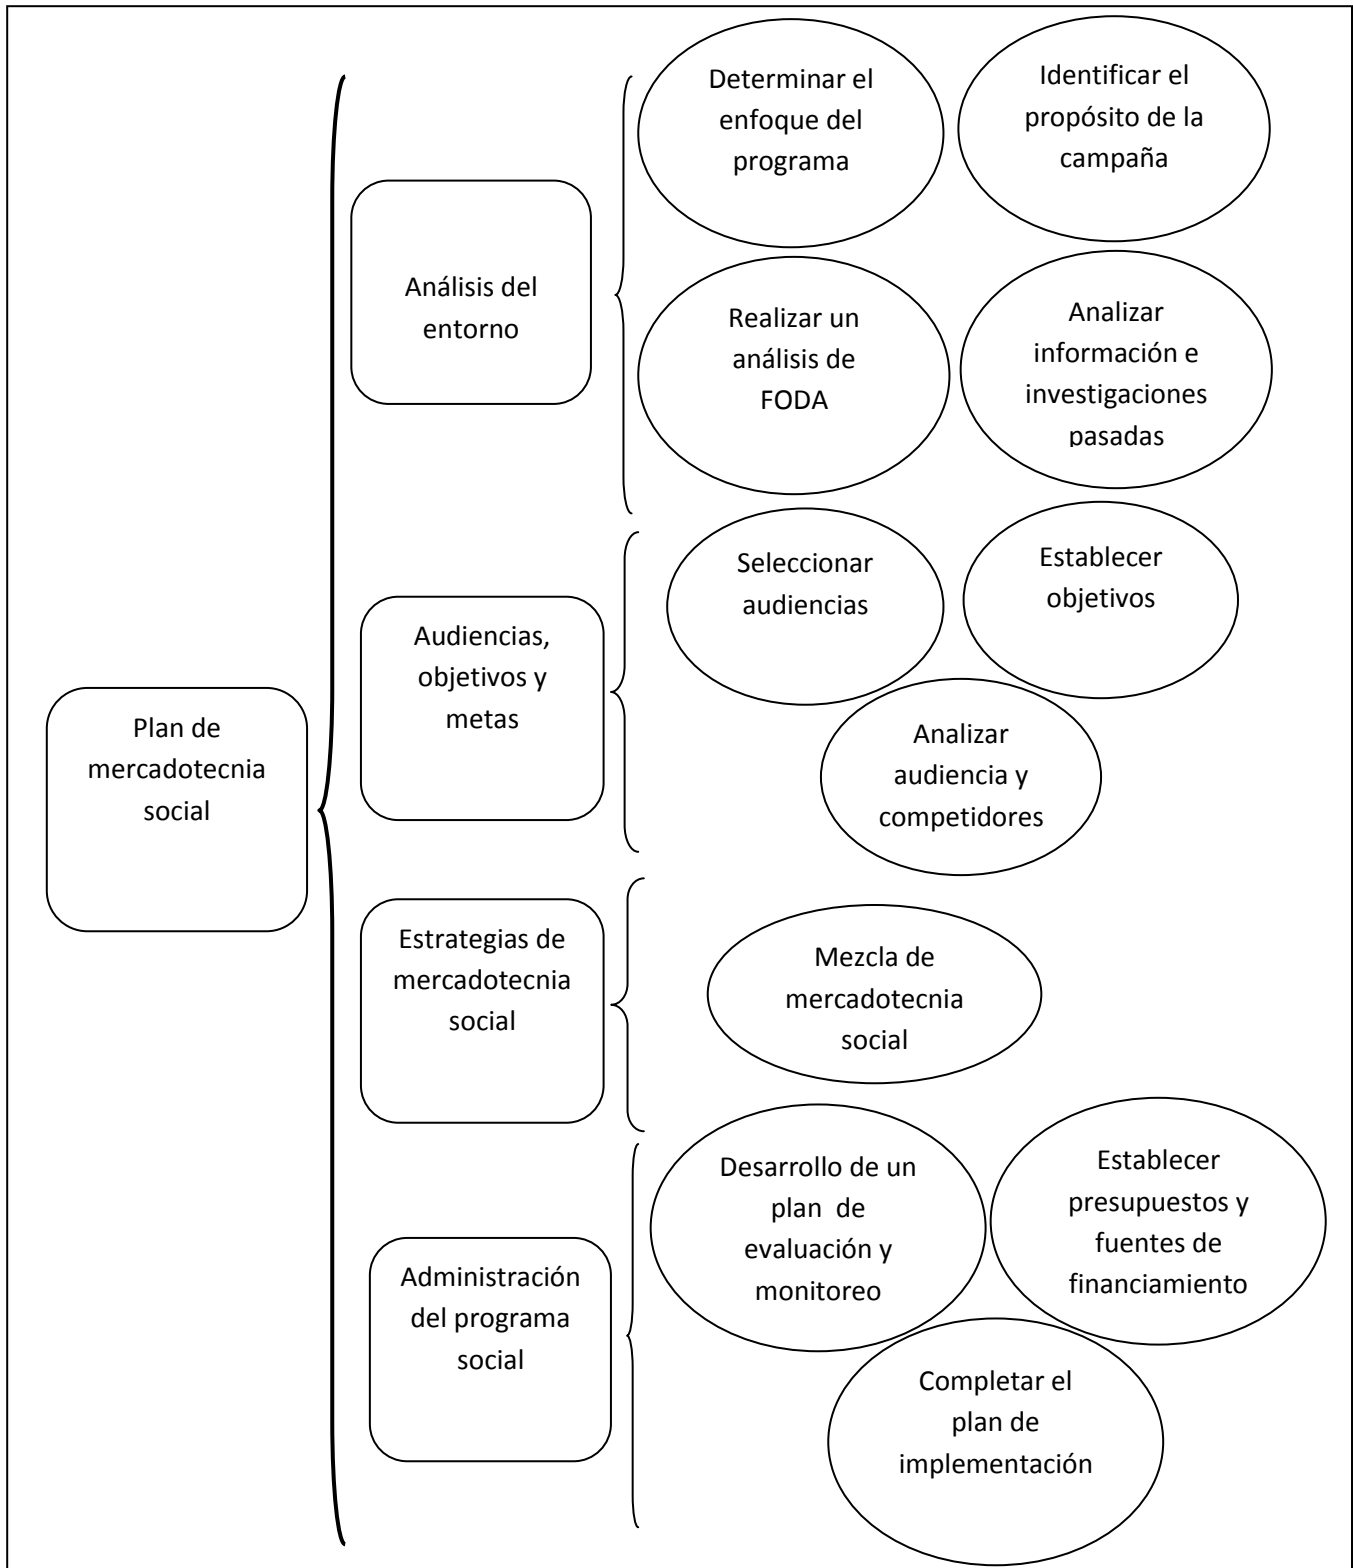 Plan de
mercadotecnia
social
Análisis del
entorno
Determinar el
enfoque del
programa
Identificar el
propósito de la
campaña
Realizar un
análisis de
FODA
Analizar
información e
investigaciones
pasadas
Audiencias,
objetivos y
metas
Seleccionar
audiencias
Establecer
objetivos
Analizar
audiencia y
competidores
Estrategias de
mercadotecnia
social
Mezcla de
mercadotecnia
social
Administración
del programa
social
Desarrollo de un
plan  de
evaluación y
monitoreo
Establecer
presupuestos y
fuentes de
financiamiento
Completar el
plan de
implementación